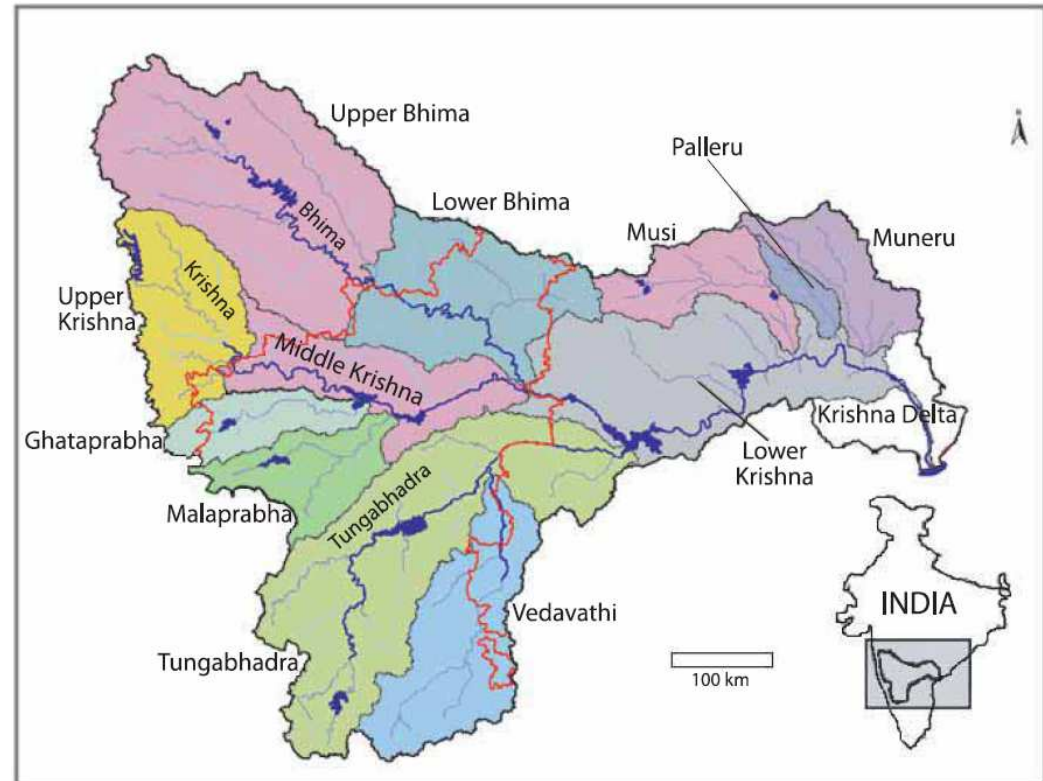 Upper Bhima
Palleru
Lower Bhima
Bhima
Musi
Muneru
Krishna
Upper
Krishna
Middle Krishna
Ghataprabha
Krishna Delta
Lower
Krishna
Malaprabha
Tungabhadra
Vedavathi
INDIA
Tungabhadra
100 km